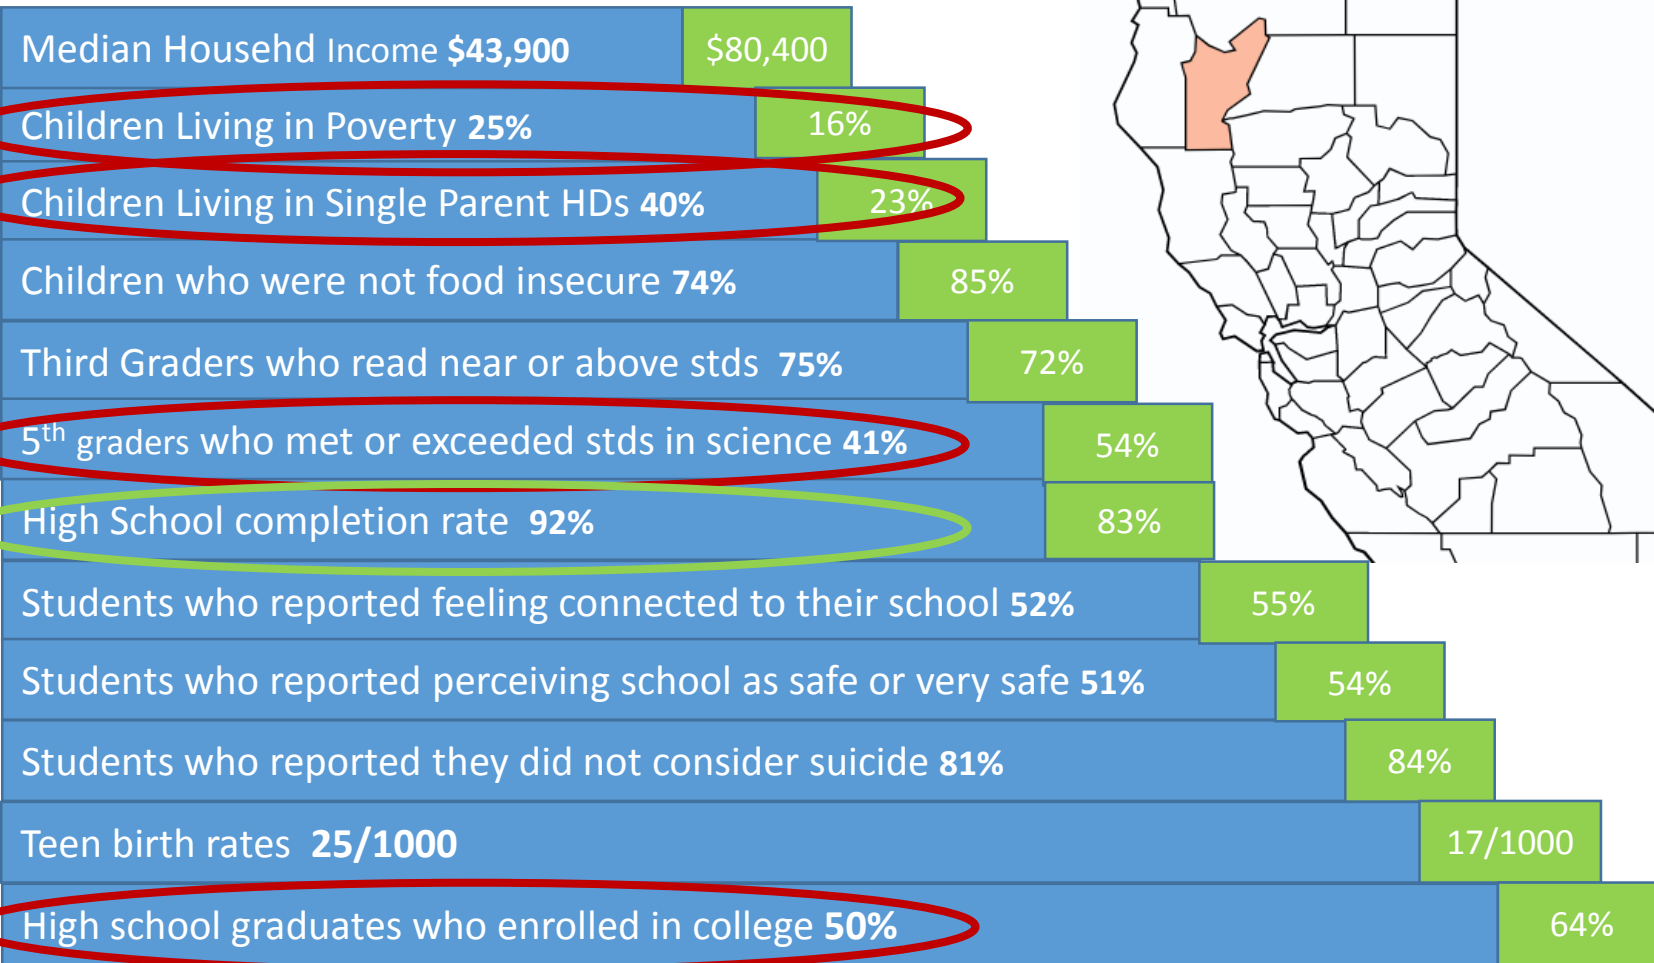 Median Househd Income $43,900 $80,400
Children Living in Poverty 25% 16%
Children Living in Single Parent HDs 40% 23%
Children who were not food insecure 74% 85%
Third Graders who read near or above stds 75% 72%
5th graders who met or exceeded stds in science 41% 54%
High School completion rate 92% 83%
Students who reported feeling connected to their school 52% 55%
Students who reported perceiving school as safe or very safe 51% 54%
Students who reported they did not consider suicide 81% 84%
Teen birth rates 25/1000 17/1000
High school graduates who enrolled in college 50% 64%